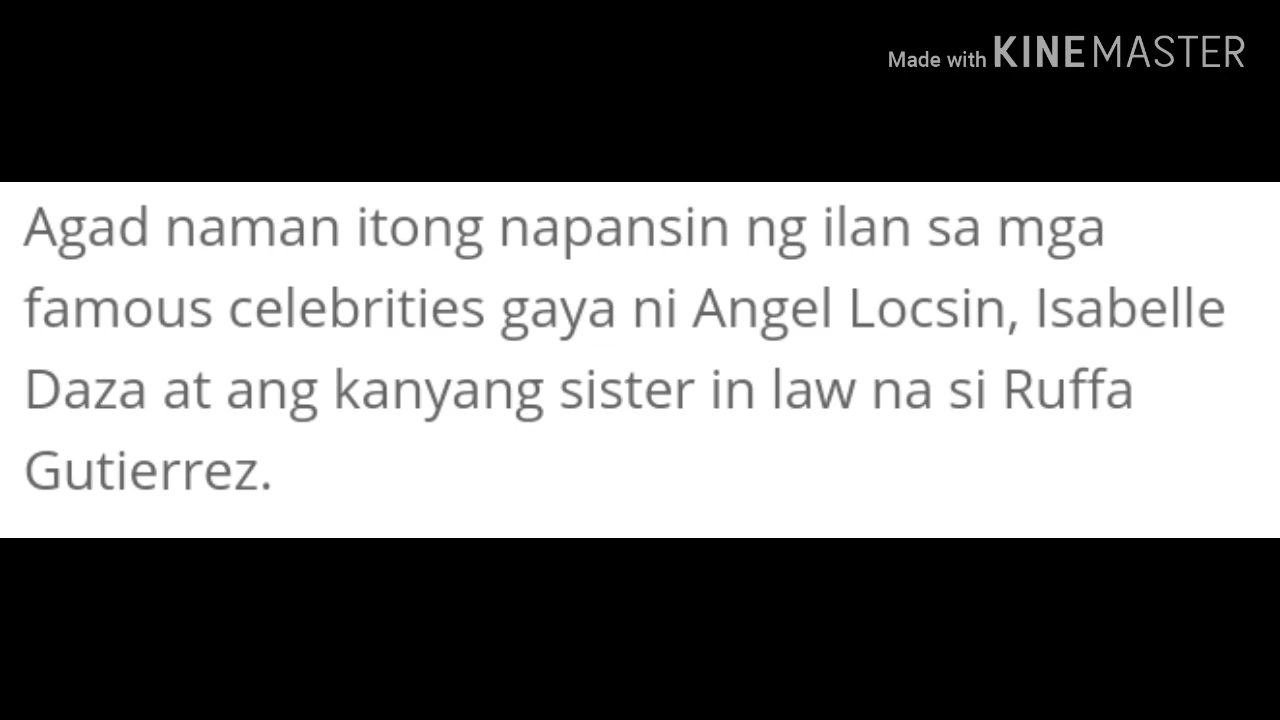 Made with KINEMASTER
Agad naman itong napansin ng ilan sa mga
famous celebrities gaya ni Angel Locsin, Isabelle
Daza at ang kanyang sister in law na si Ruffa
Gutierrez.